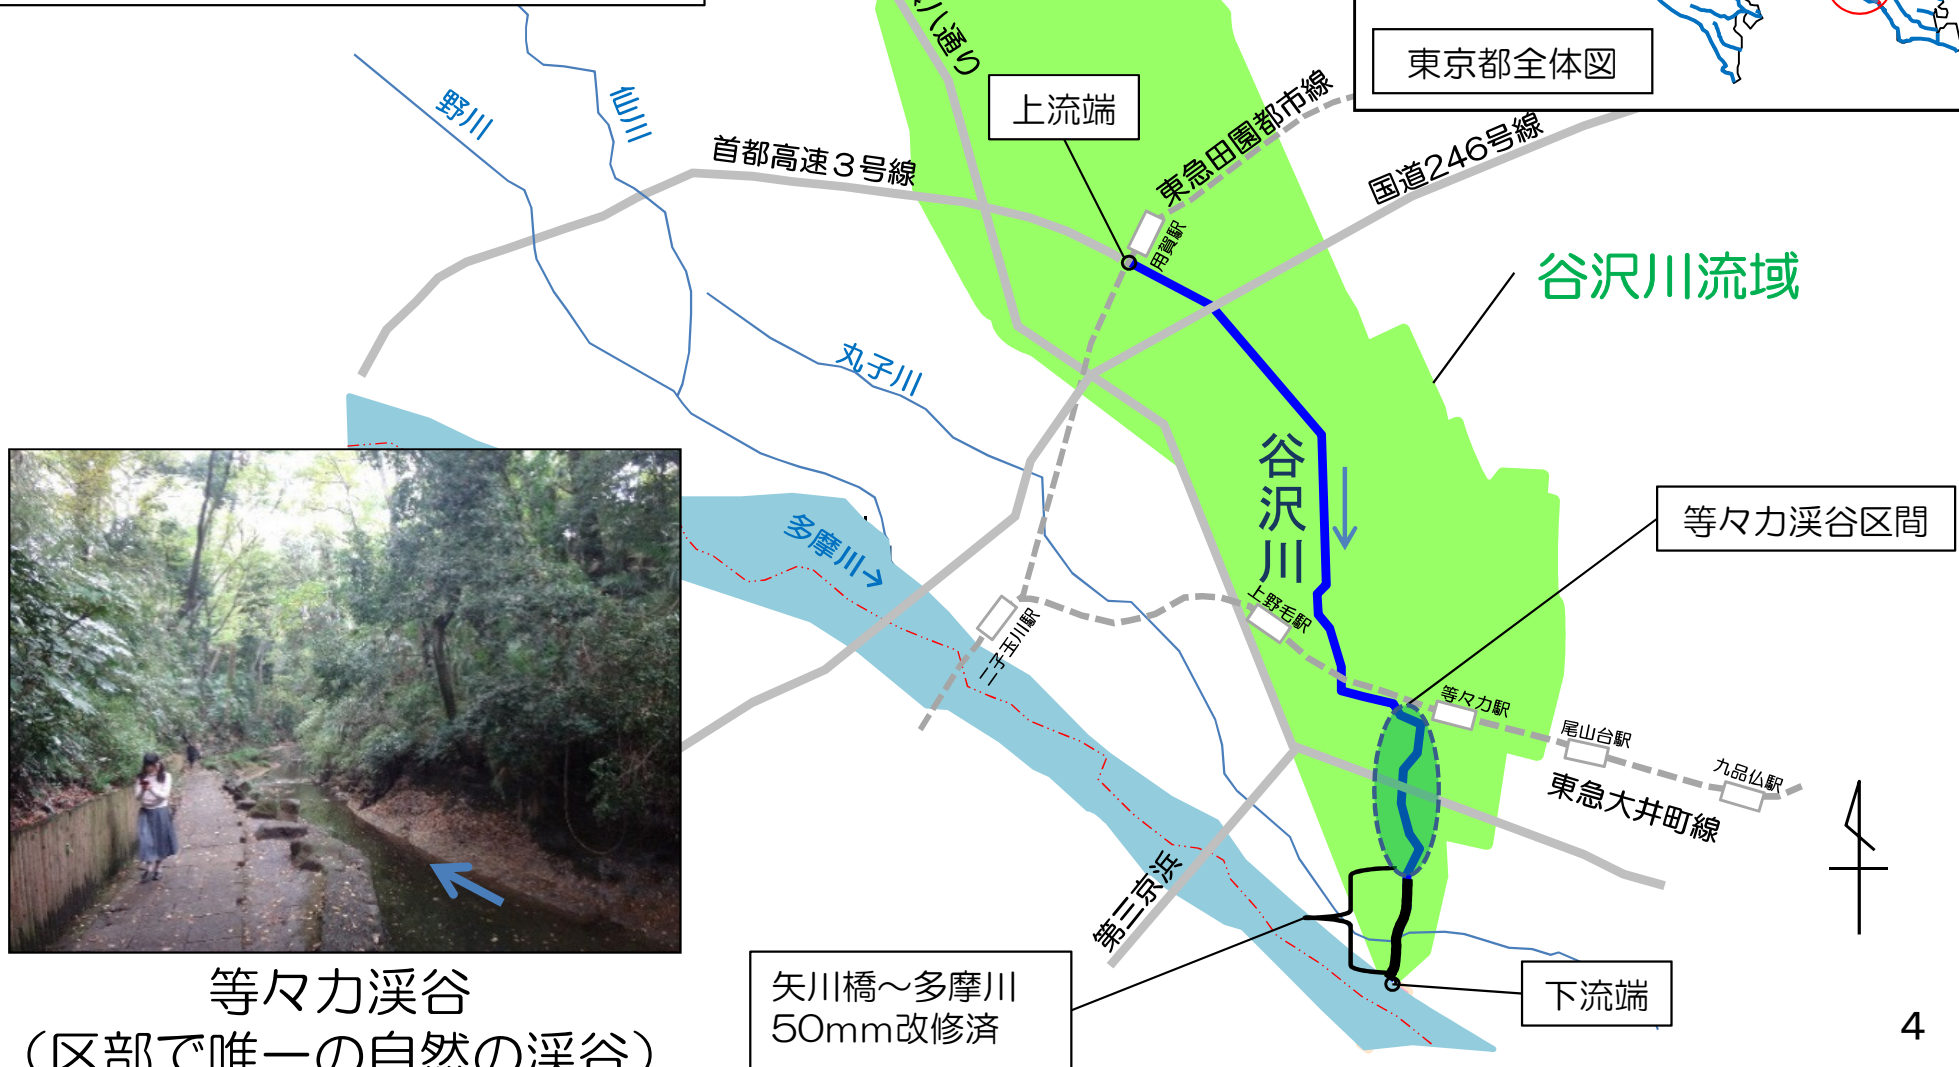 東京都全体図
八通り
上流端
東急田園都市線
野川
仙川
首都高速3号線
国道246号線
用賀駅
谷沢川流域
丸子川
谷沢川
等々力渓谷区間
多摩川→
上野毛駅
二子玉川駅
等々力駅
尾山台駅
九品仏駅
東急大井町線
第三京浜
矢川橋～多摩川
50mm改修済
下流端
等々力渓谷
（区部で唯一の自然の渓谷）
4